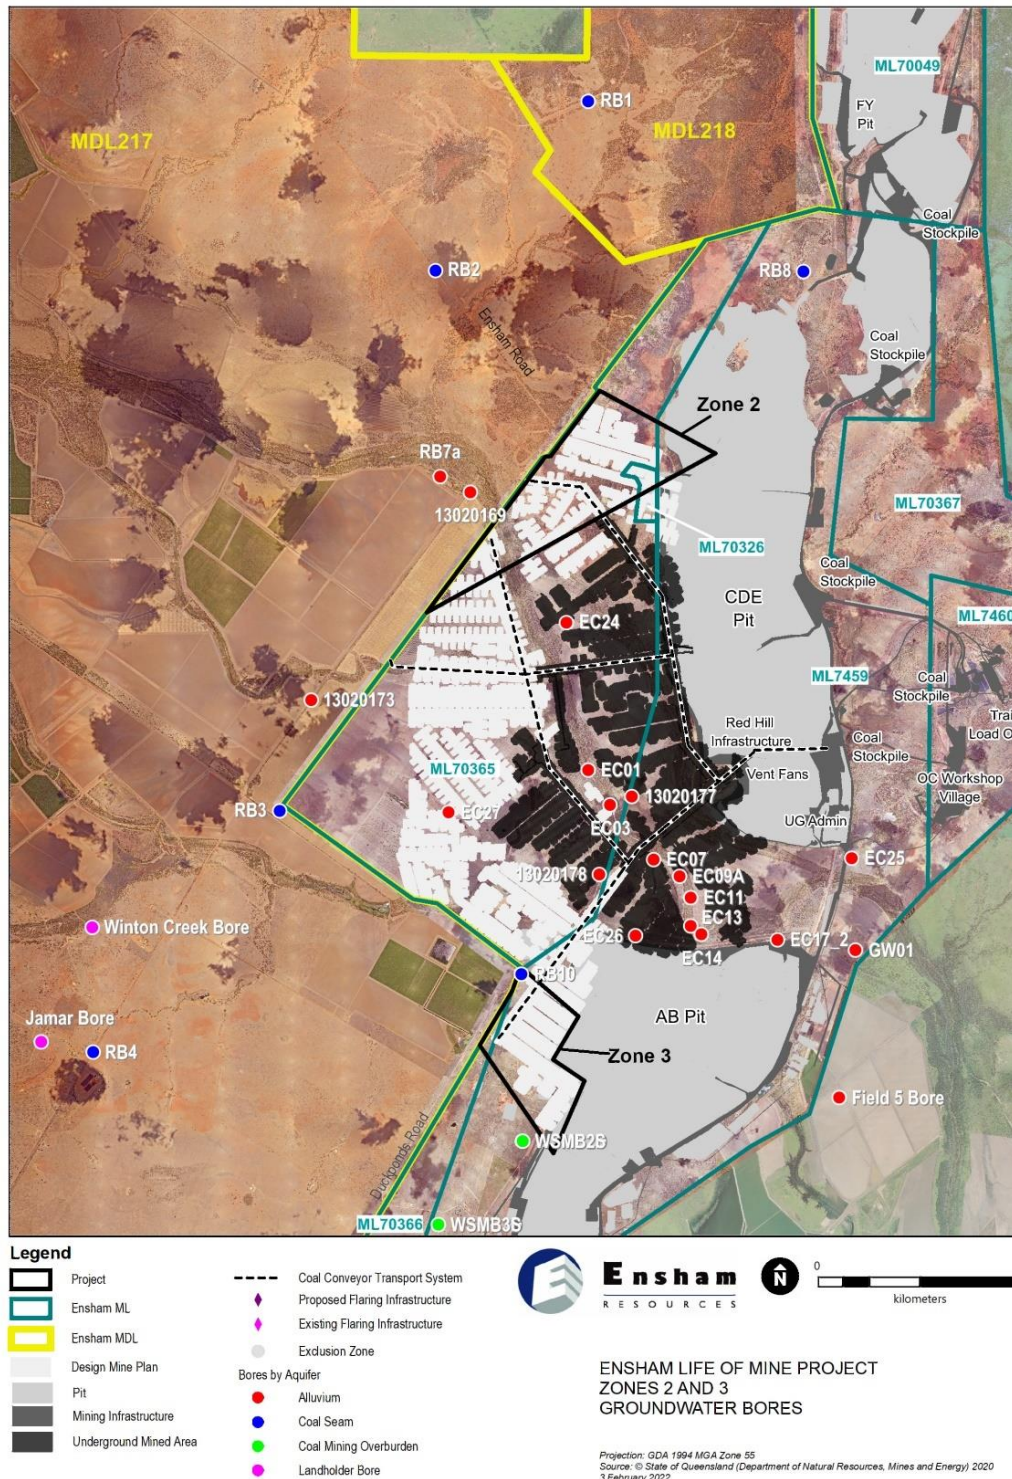 ML70049
FY
Pit
RB1
MDL217
MDL218
Coal
Stockpile
RB2
RB8
Ensham Road
Coal
Stockpile
Zone 2
RB7a
13020169
ML70367
ML70326
Coal
Stockpile
CDE
Pit
EC24
ML7460
ML7459
Coal
Stockpile
13020173
Red Hill
Infrastructure
Coal
Stockpile
ML70365
EC01
Vent Fans
OC Workshop
Village
13020177
RB3
EC27
EC03
UG Admin
EC07
EC25
13020178
EC09A
EC11
Winton Creek Bore
EC13
EC26
EC14
EC17_2
GW01
RB10
Jamar Bore
AB Pit
RB4
Zone 3
Field 5 Bore
WSMB2S
Duckponds Road
ML70366
WSMB3S
Legend
Project
Ensham ML
Ensham MDL
Design Mine Plan
Pit
Mining Infrastructure
Underground Mined Area
Coal Conveyor Transport System
Proposed Flaring Infrastructure
Existing Flaring Infrastructure
Exclusion Zone
Bores by Aquifer
Alluvium
Coal Seam
Coal Mining Overburden
Landholder Bore
Ensham
RESOURCES
N
0
kilometers
ENSHAM LIFE OF MINE PROJECT
ZONES 2 AND 3
GROUNDWATER BORES
Projection: GDA 1994 MGA Zone 55
Source: © State of Queensland (Department of Natural Resources, Mines and Energy) 2020
3 February 2022